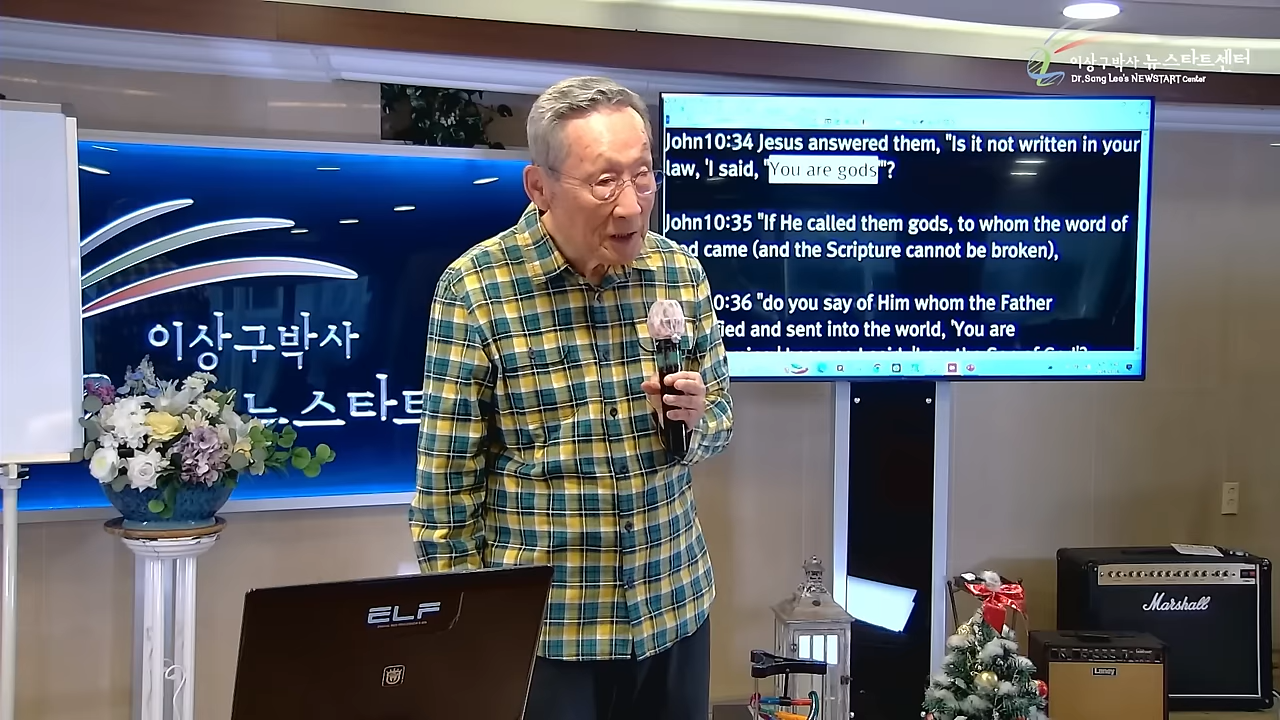 이상구박사 뉴스타트센터
Dr. Sang Lee's NEWSTART Center
John10:34 Jesus answered them, "Is it not written in your
law, 'I said, "You are gods"'?
John10:35 "If He called them gods, to whom the word of
came (and the Scripture cannot be broken),
0:36 "do you say of Him whom the Father
fied and sent into the world, 'You are
이상구박사
뉴스타트
ELF
Marshall
Laney